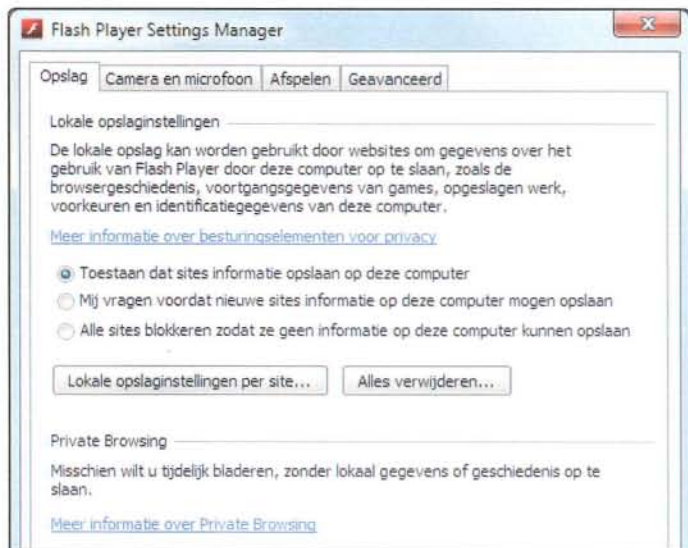 Flash Player Settings Manager
Opslag Camera en microfoon Afspelen Geavanceerd
Lokale opslaginstellingen
De lokale opslag kan worden gebruikt door websites om gegevens over het
gebruik van Flash Player door deze computer op te slaan, zoals de
browsergeschiedenis, voortgangsgegevens van games, opgeslagen werk,
voorkeuren en identificatiegegevens van deze computer.
Meer informatie over besturingselementen voor privacy
Toestaan dat sites informatie opslaan op deze computer
Mij vragen voordat nieuwe sites informatie op deze computer mogen opslaan
Alle sites blokkeren zodat ze geen informatie op deze computer kunnen opslaan
Lokale opslaginstellingen per site... Alles verwijderen...
Private Browsing
Misschien wilt u tijdelijk bladeren, zonder lokaal gegevens of geschiedenis op te
slaan.
Meer informatie over Private Browsing